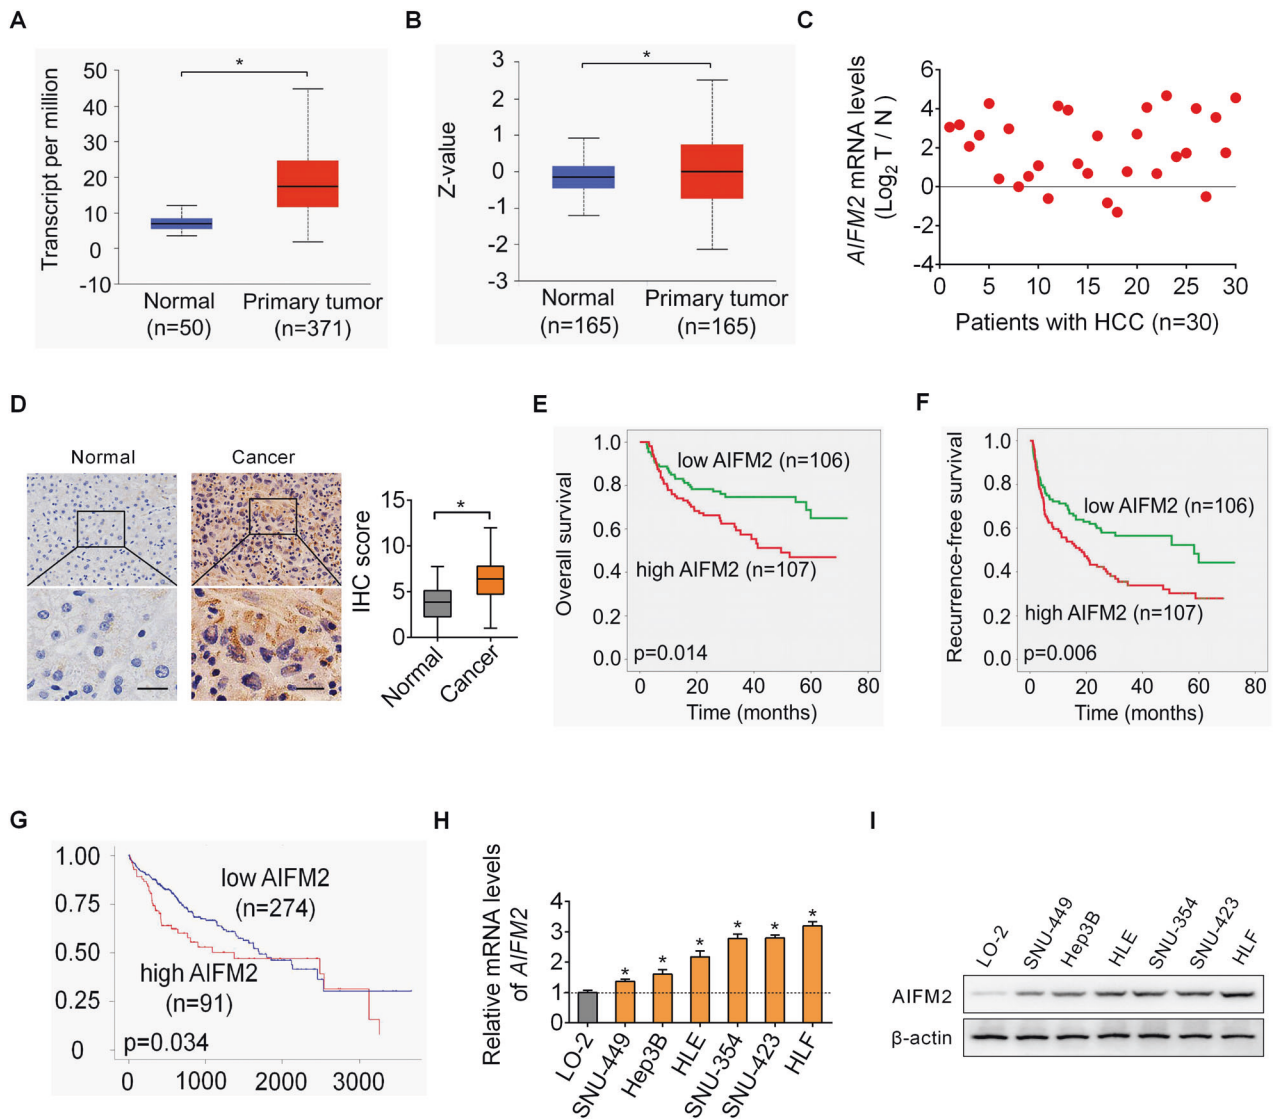 A
Transcript per million
50
40
30
20
10
0
-10
*
Normal
(n=50)
Primary tumor
(n=371)
B
Z-value
3
2
1
0
-1
-2
-3
*
Normal
(n=165)
Primary tumor
(n=165)
C
AIFM2 mRNA levels
(Log2 T / N )
6
4
2
0
-2
-4
0 5 10 15 20 25 30
Patients with HCC (n=30)
D
Normal
Cancer
IHC score
15
10
5
0
*
Normal
Cancer
E
Overall survival
1.0
0.8
0.6
0.4
0.2
0.0
low AIFM2 (n=106)
high AIFM2 (n=107)
p=0.014
0 20 40 60 80
Time (months)
F
Recurrence-free survival
1.0
0.8
0.6
0.4
0.2
0.0
low AIFM2 (n=106)
high AIFM2 (n=107)
p=0.006
0 20 40 60 80
Time (months)
G
1.00
0.75
0.50
0.25
0
low AIFM2
(n=274)
high AIFM2
(n=91)
p=0.034
0 1000 2000 3000
H
Relative mRNA levels
of AIFM2
4
3
2
1
0
* * * * * *
LO-2
SNU-449
Hep3B
HLE
SNU-354
SNU-423
HLF
I
LO-2
SNU-449
Hep3B
HLE
SNU-354
SNU-423
HLF
AIFM2
β-actin